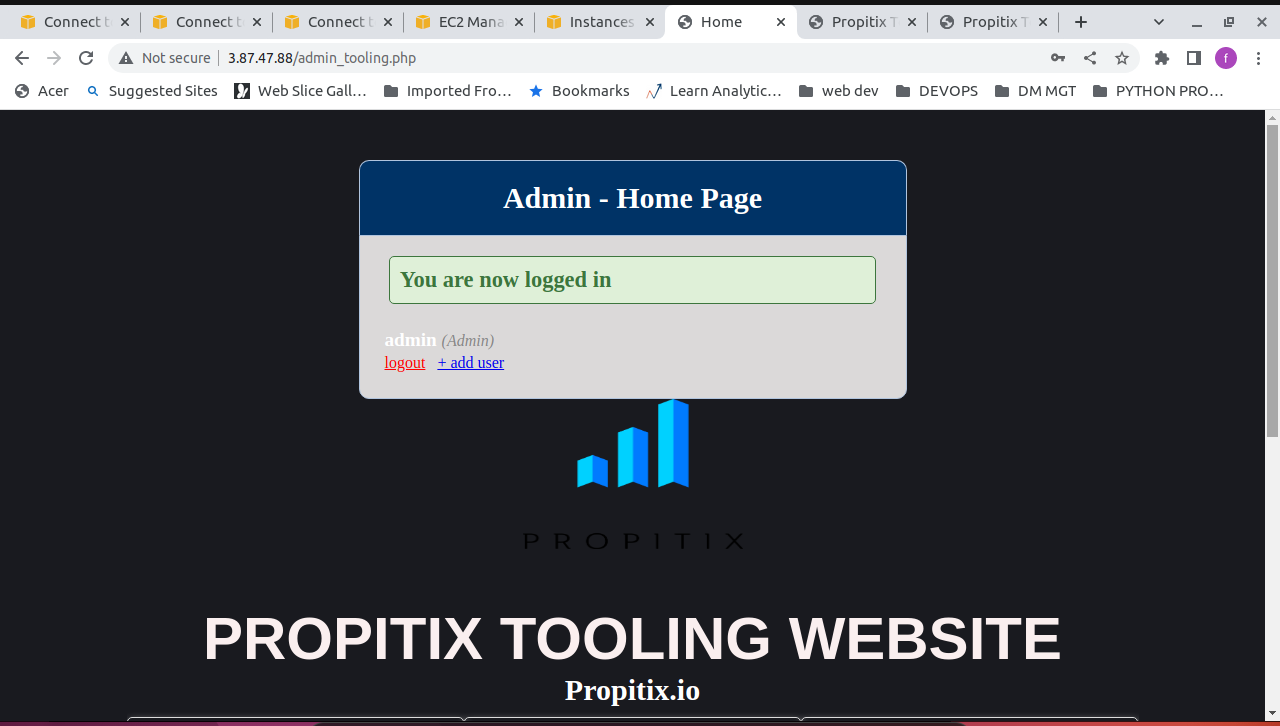 Connect t
Connect t
Connect t
EC2 Mana
Instances
Home
Propitix T
Propitix T
Not secure
3.87.47.88/admin_tooling.php
f
Acer
Suggested Sites
Web Slice Gall…
Imported Fro…
Bookmarks
Learn Analytic…
web dev
DEVOPS
DM MGT
PYTHON PRO…
Admin - Home Page
You are now logged in
admin (Admin)
logout + add user
PROPITIX
PROPITIX TOOLING WEBSITE
Propitix.io